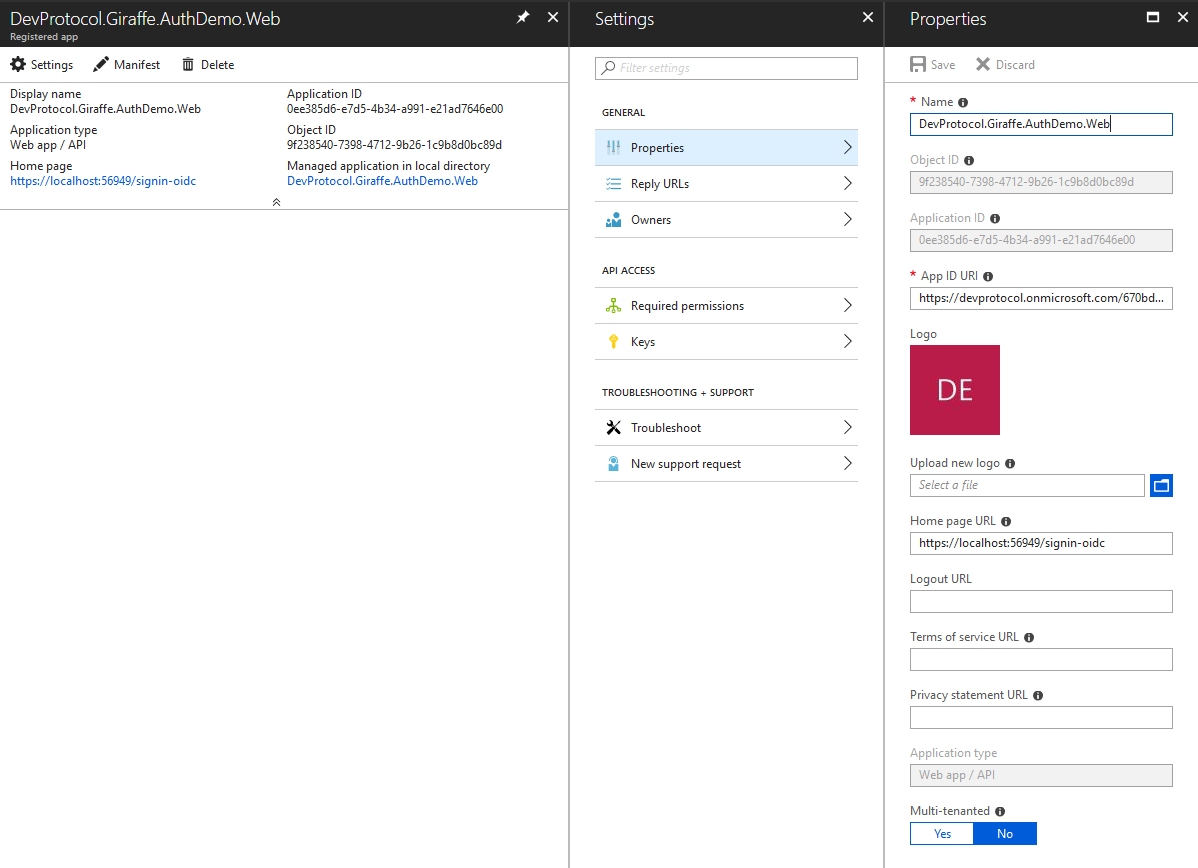 DevProtocol.Giraffe.AuthDemo.Web
Registered app
Settings
Manifest
Delete
Display name
DevProtocol.Giraffe.AuthDemo.Web
Application type
Web app / API
Home page
https://localhost:56949/signin-oidc
Application ID
0ee385d6-e7d5-4b34-a991-e21ad7646e00
Object ID
9f238540-7398-4712-9b26-1c9b8d0bc89d
Managed application in local directory
DevProtocol.Giraffe.AuthDemo.Web
Settings
Filter settings
GENERAL
Properties
Reply URLs
Owners
API ACCESS
Required permissions
Keys
TROUBLESHOOTING + SUPPORT
Troubleshoot
New support request
Properties
Save
Discard
* Name
DevProtocol.Giraffe.AuthDemo.Web
Object ID
9f238540-7398-4712-9b26-1c9b8d0bc89d
Application ID
0ee385d6-e7d5-4b34-a991-e21ad7646e00
* App ID URI
https://devprotocol.onmicrosoft.com/670bd...
Logo
DE
Upload new logo
Select a file
Home page URL
https://localhost:56949/signin-oidc
Logout URL
Terms of service URL
Privacy statement URL
Application type
Web app / API
Multi-tenanted
Yes
No